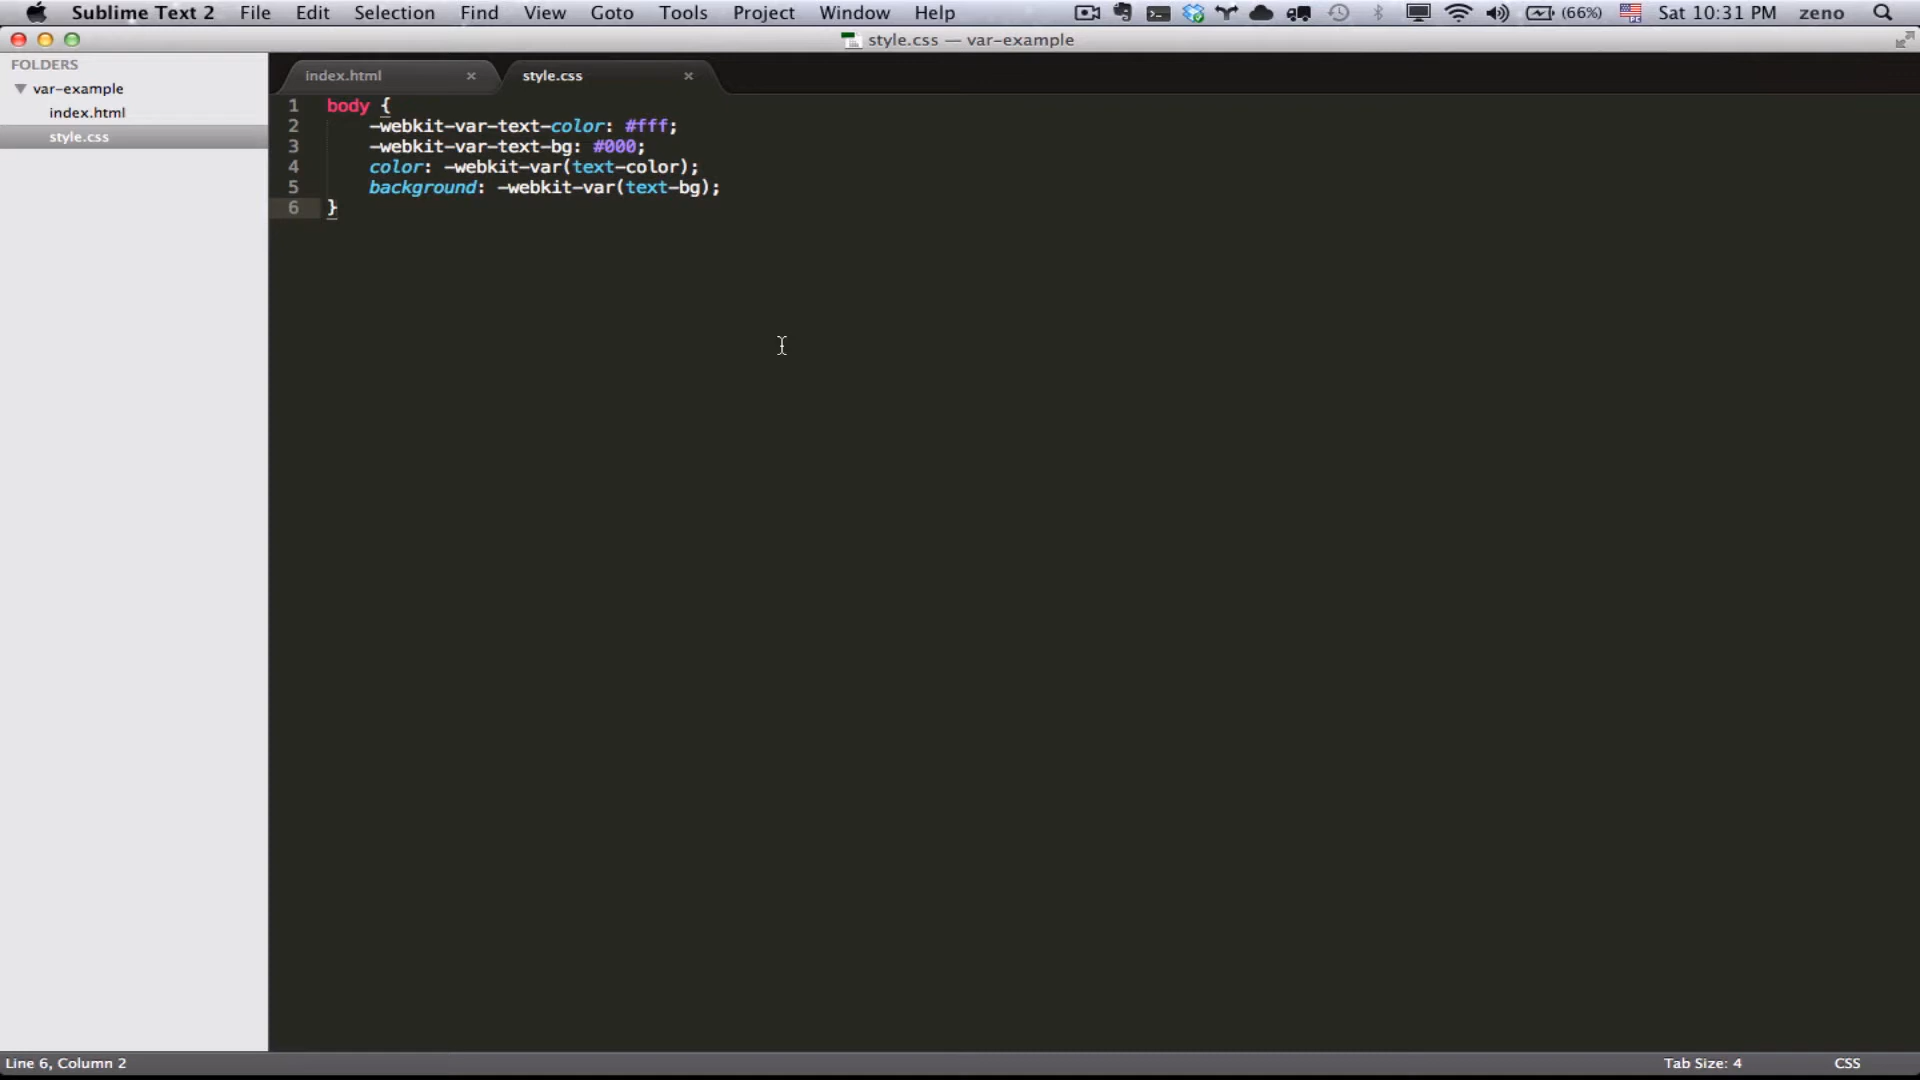 Sublime Text 2 File Edit Selection Find View Goto Tools Project Window Help (66%) Sat 10:31 PM zeno
style.css — var-example
FOLDERS
var-example
index.html
style.css
index.html × style.css ×
1 body {
2     -webkit-var-text-color: #fff;
3     -webkit-var-text-bg: #000;
4     color: -webkit-var(text-color);
5     background: -webkit-var(text-bg);
6 }
Line 6, Column 2 Tab Size: 4 CSS